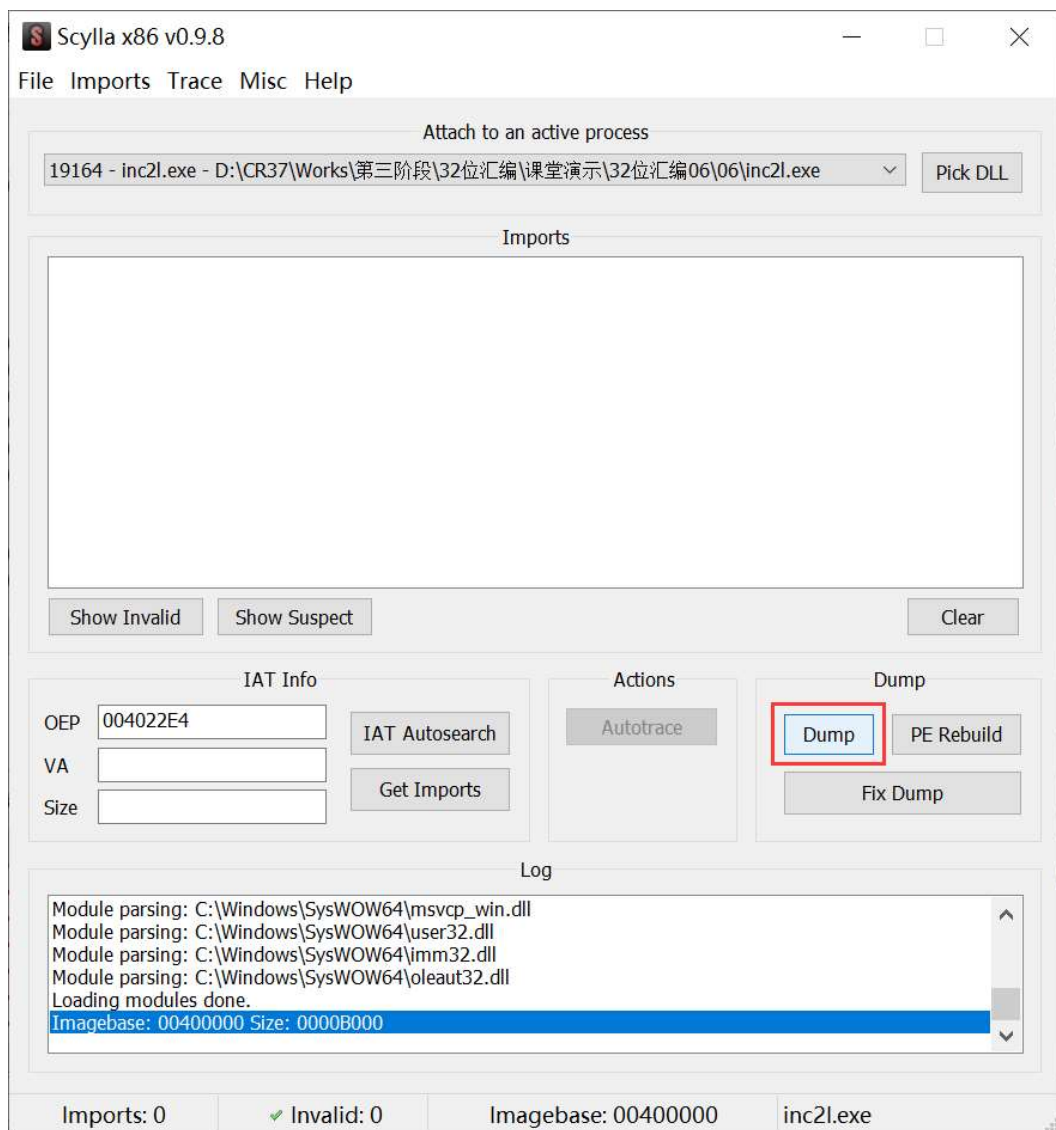 Scylla x86 v0.9.8
File Imports Trace Misc Help
Attach to an active process
19164 - inc2l.exe - D:\CR37\Works\第三阶段\32位汇编\课堂演示\32位汇编06\06\inc2l.exe
Pick DLL
Imports
Show Invalid
Show Suspect
Clear
IAT Info
OEP 004022E4
VA
Size
IAT Autosearch
Get Imports
Actions
Autotrace
Dump
Dump
PE Rebuild
Fix Dump
Log
Module parsing: C:\Windows\SysWOW64\msvcp_win.dll
Module parsing: C:\Windows\SysWOW64\user32.dll
Module parsing: C:\Windows\SysWOW64\imm32.dll
Module parsing: C:\Windows\SysWOW64\oleaut32.dll
Loading modules done.
Imagebase: 00400000 Size: 0000B000
Imports: 0
Invalid: 0
Imagebase: 00400000
inc2l.exe